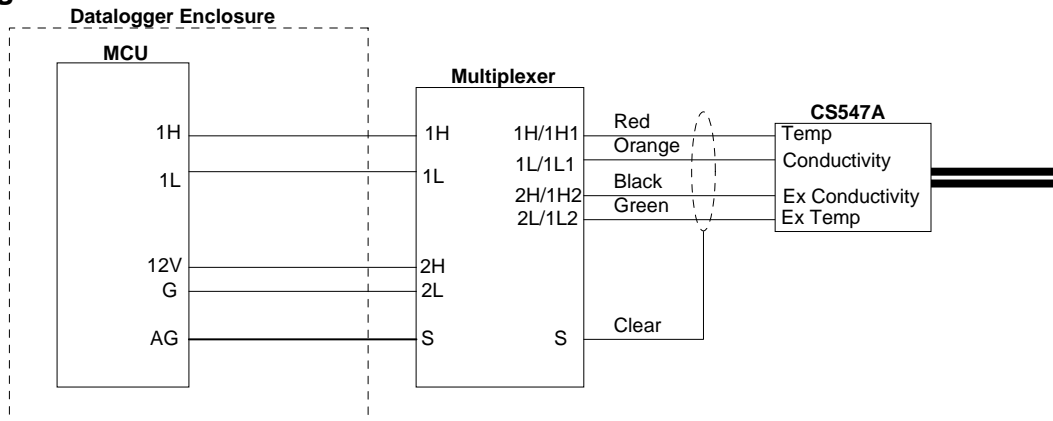 g
Datalogger Enclosure
MCU
1H
1L
12V
G
AG
Multiplexer
1H
1L
2H
2L
S
1H/1H1
1L/1L1
2H/1H2
2L/1L2
S
Red
Orange
Black
Green
Clear
CS547A
Temp
Conductivity
Ex Conductivity
Ex Temp